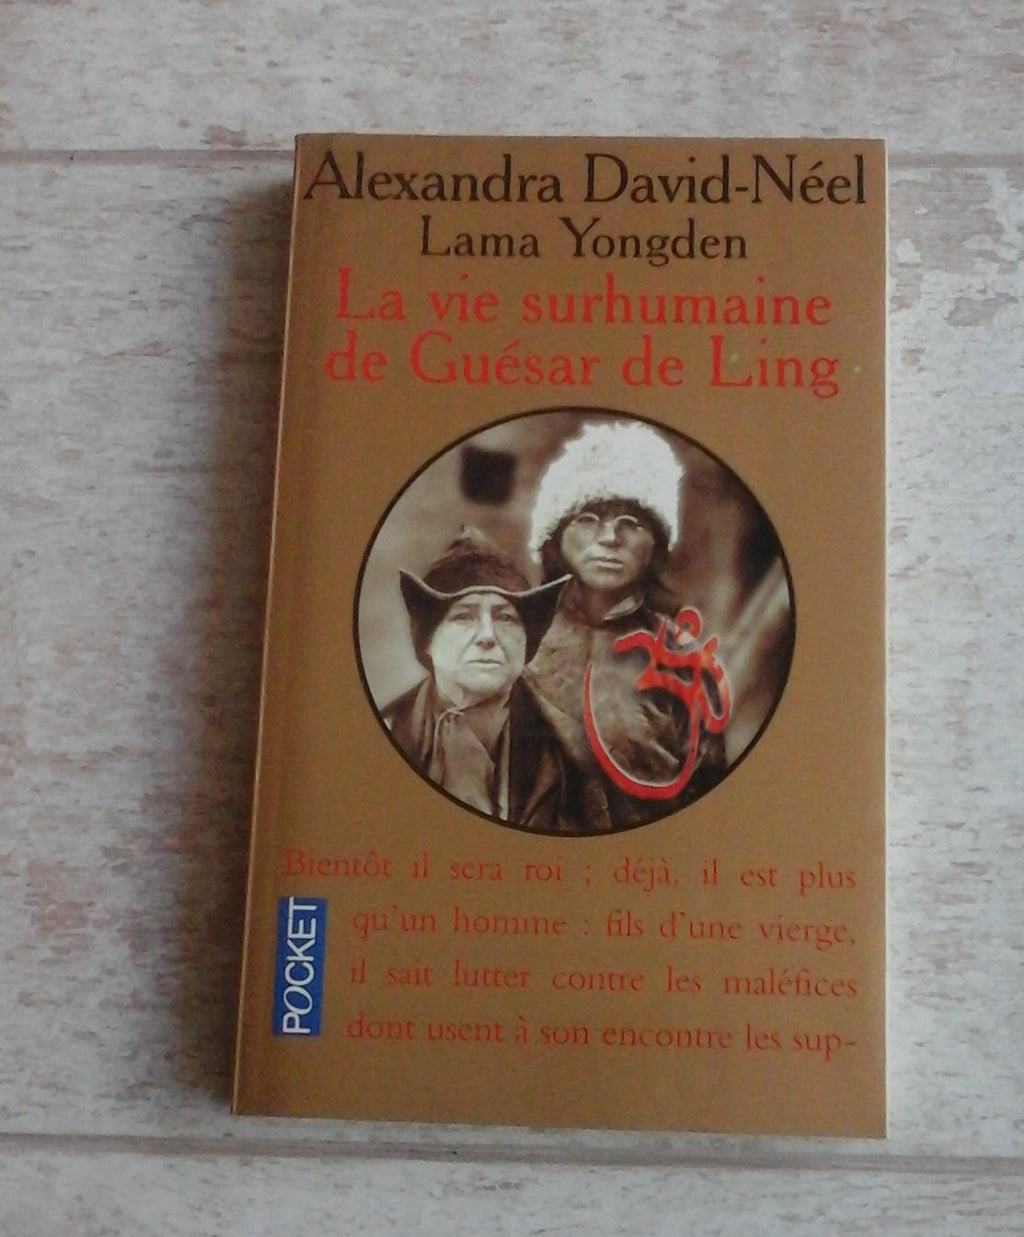 Alexandra David-Néel
Lama Yongden
La vie surhumaine
de Guésar de Ling
Bientôt il sera roi ; déjà, il est plus
qu'un homme : fils d'une vierge,
il sait lutter contre les maléfices
dont usent à son encontre les sup-
POCKET
ॐ